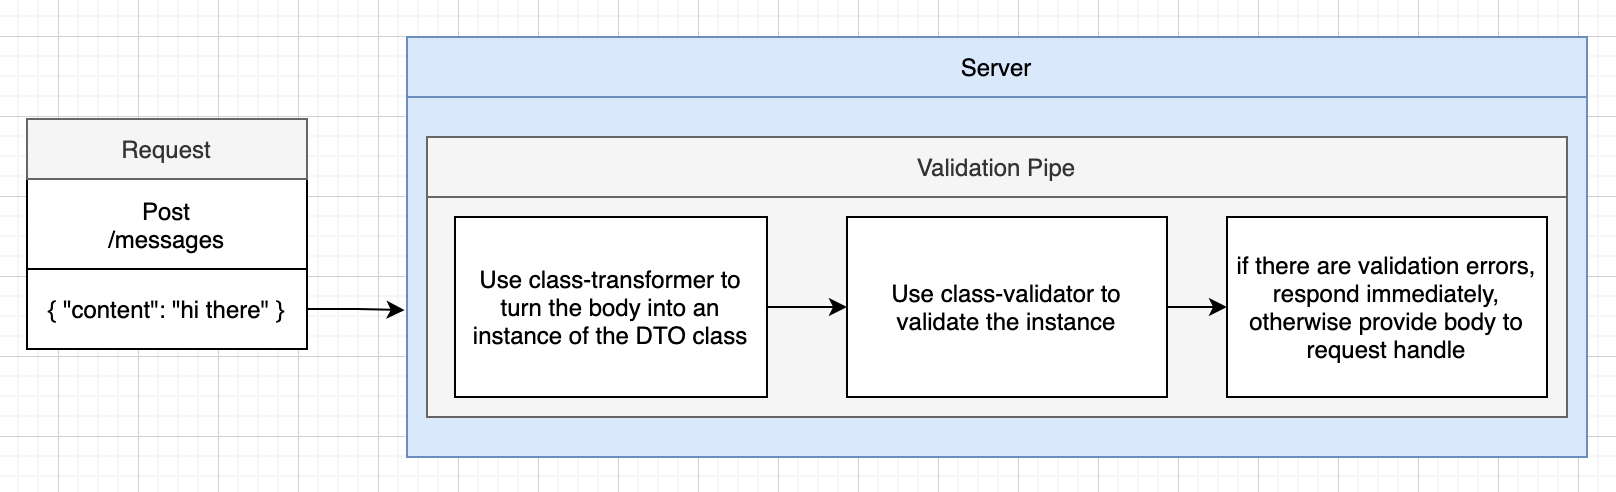 Server
Request
Validation Pipe
Post
/messages
{ "content": "hi there" }
Use class-transformer to
turn the body into an
instance of the DTO class
Use class-validator to
validate the instance
if there are validation errors,
respond immediately,
otherwise provide body to
request handle